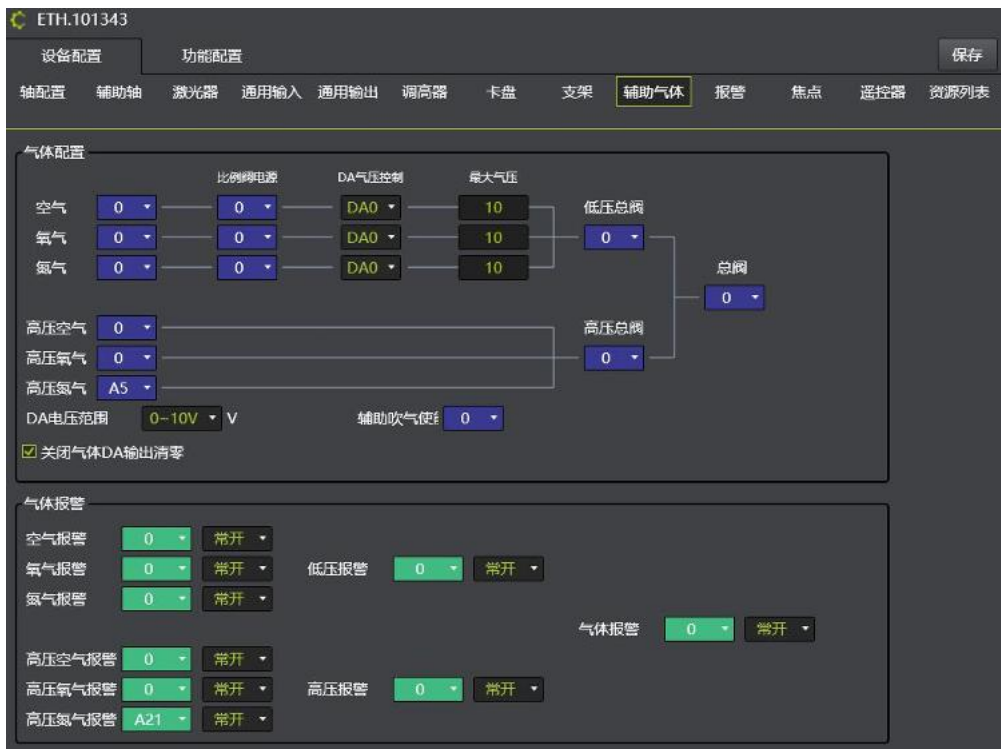 ETH.101343
设备配置 功能配置 保存
轴配置 辅助轴 激光器 通用输入 通用输出 调高器 卡盘 支架 辅助气体 报警 焦点 遥控器 资源列表
气体配置
比例阀电源 DA气压控制 最大气压
空气 0 0 DA0 10 低压总阀
氧气 0 0 DA0 10 0
氮气 0 0 DA0 10 总阀
0
高压空气 0 高压总阀
高压氧气 0 0
高压氮气 A5
DA电压范围 0~10V V 辅助吹气使 0
关闭气体DA输出清零
气体报警
空气报警 0 常开
氧气报警 0 常开 低压报警 0 常开
氮气报警 0 常开
气体报警 0 常开
高压空气报警 0 常开
高压氧气报警 0 常开 高压报警 0 常开
高压氮气报警 A21 常开